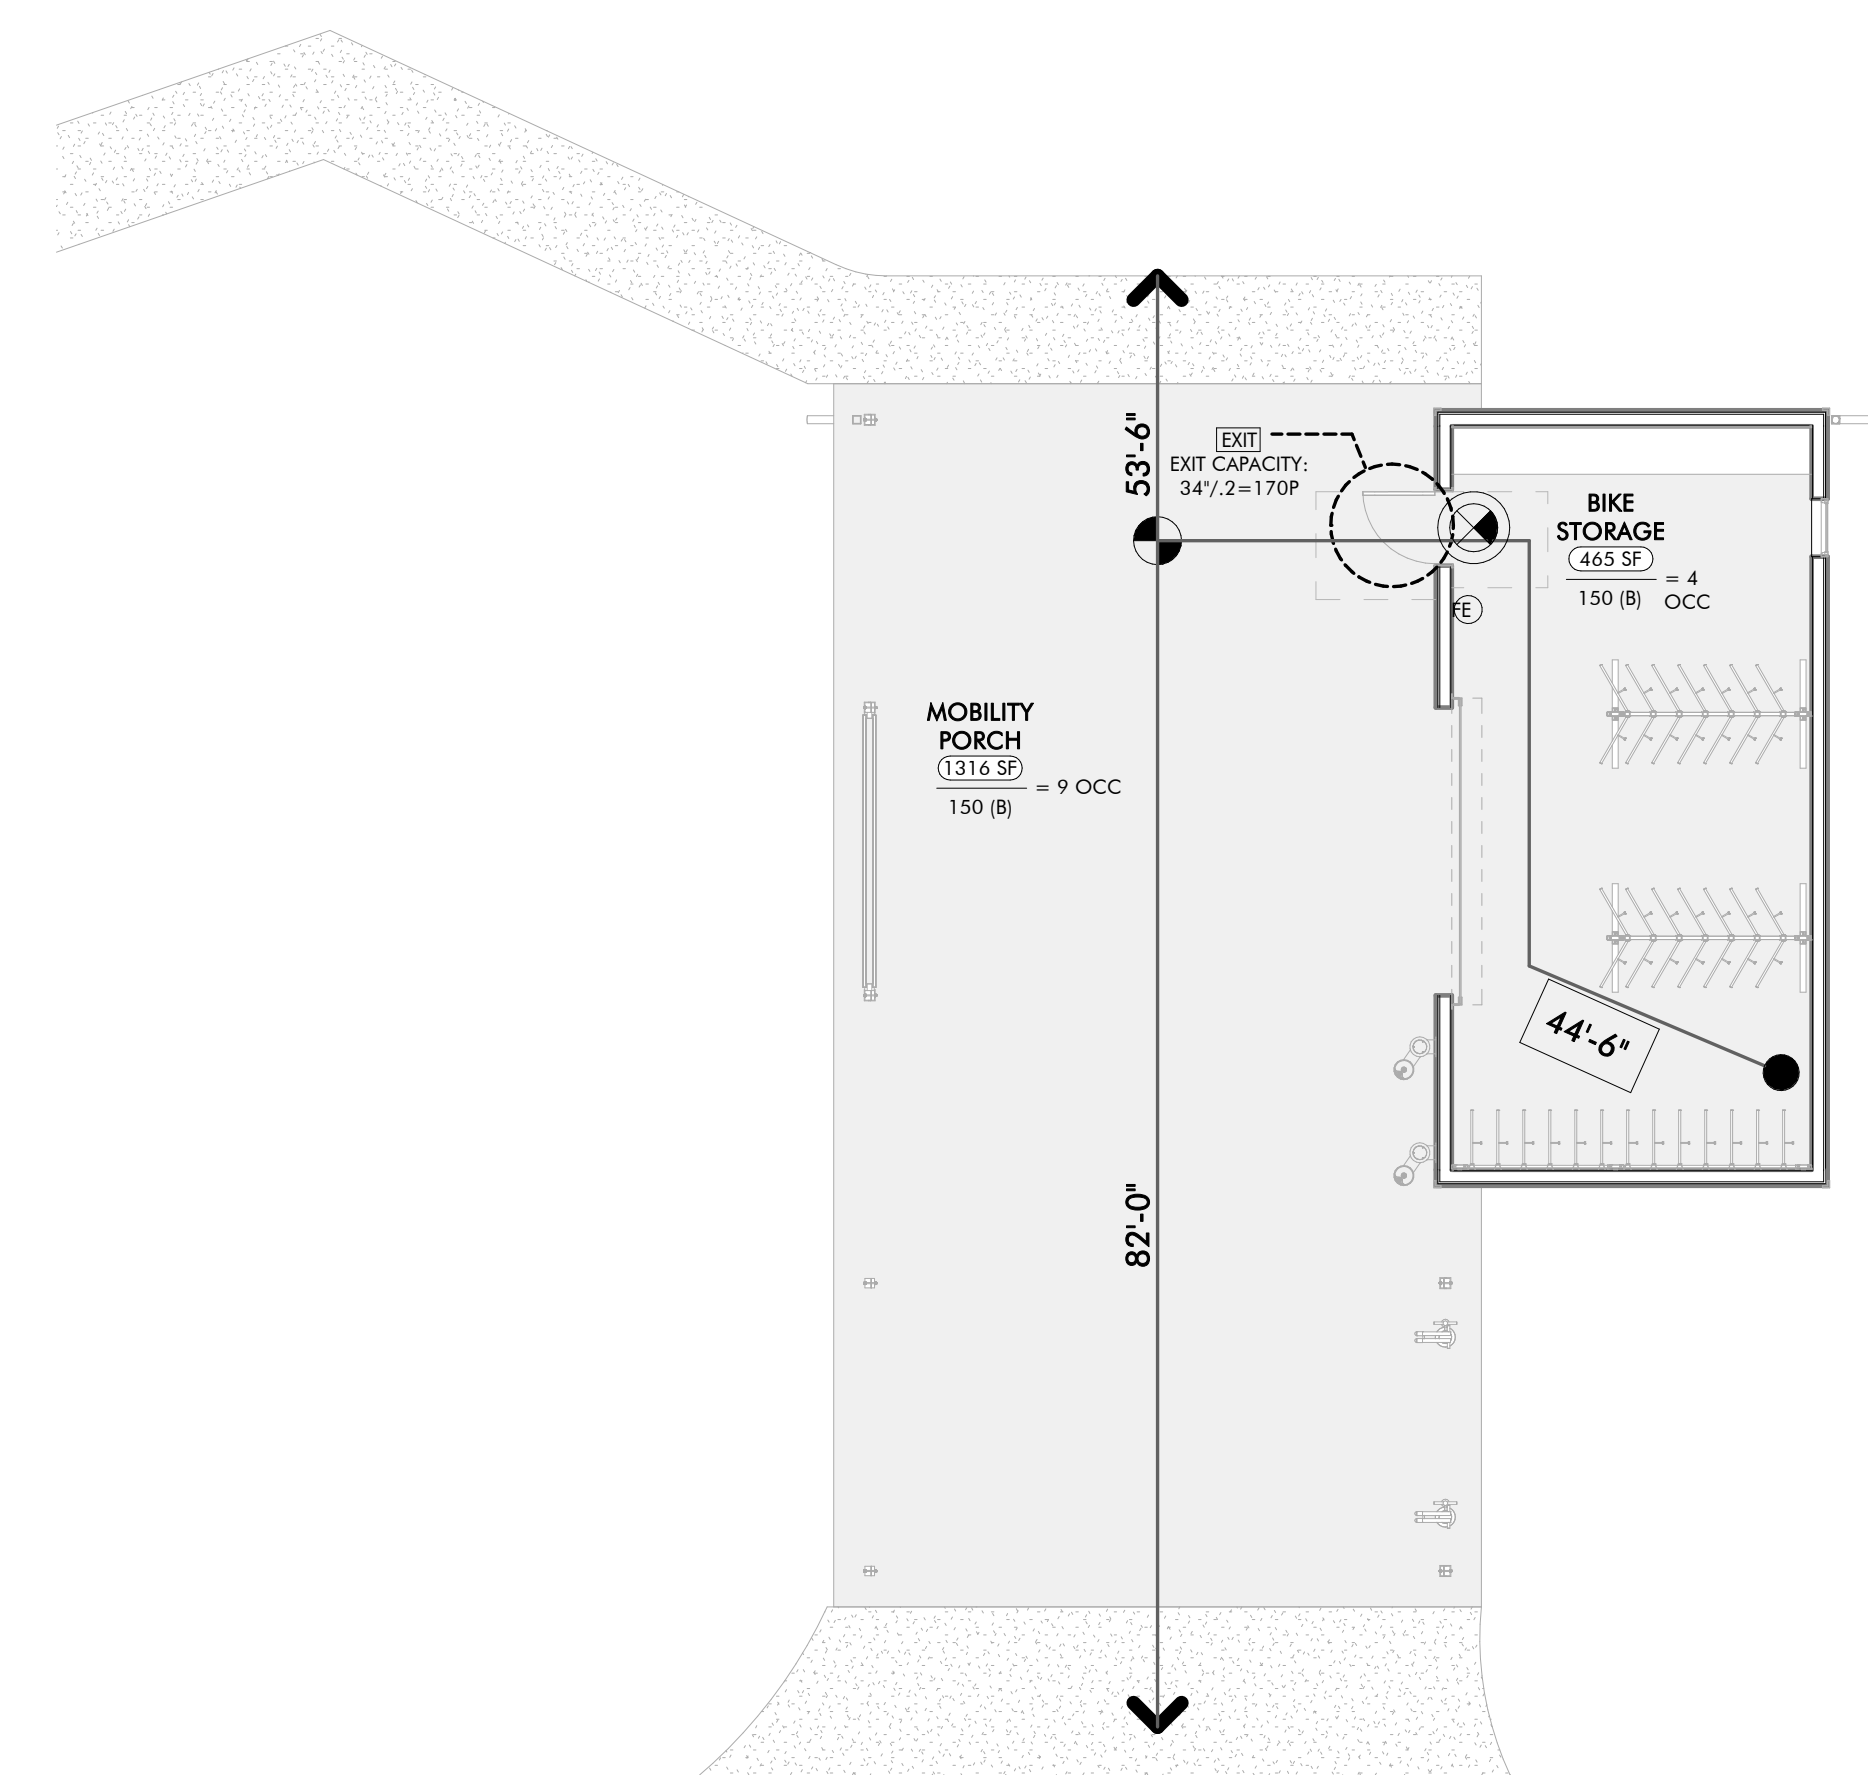 53'-6"
EXIT
EXIT CAPACITY:
34"/.2=170P
BIKE
STORAGE
465 SF
150 (B)
= 4
OCC
FE
MOBILITY
PORCH
1316 SF
150 (B)
= 9 OCC
44'-6"
82'-0"